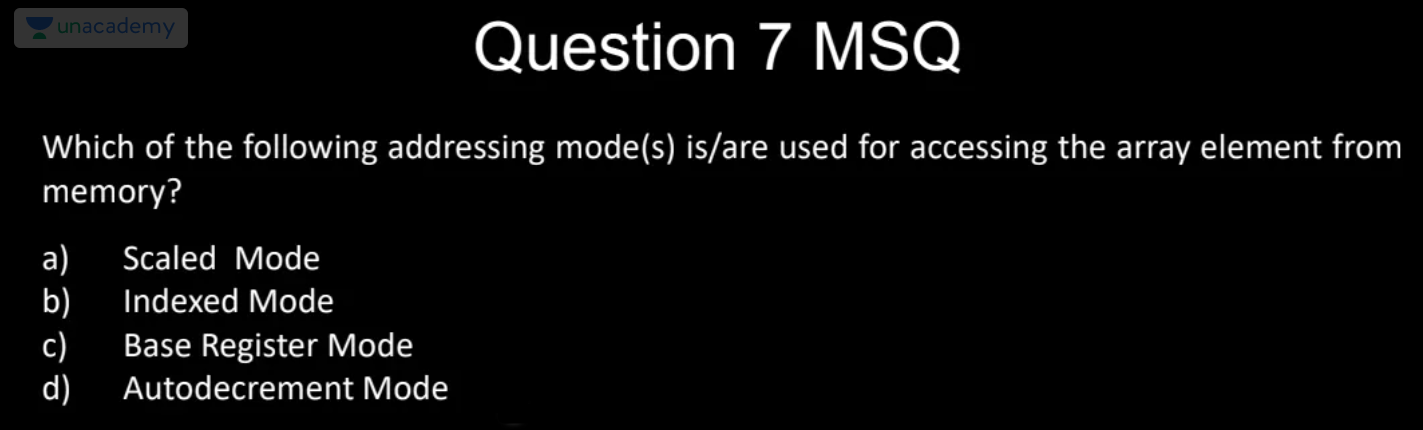 unacademy
Question 7 MSQ
Which of the following addressing mode(s) is/are used for accessing the array element from
memory?
a) Scaled Mode
b) Indexed Mode
c) Base Register Mode
d) Autodecrement Mode